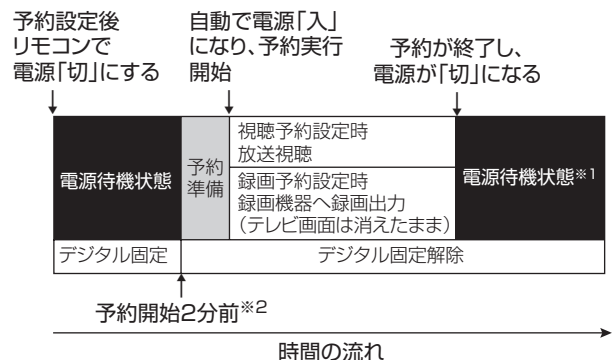 予約設定後
リモコンで
電源「切」にする
自動で電源「入」
になり、予約実行
開始
予約が終了し、
電源が「切」になる
電源待機状態
予約
準備
視聴予約設定時
放送視聴
録画予約設定時
録画機器へ録画出力
(テレビ画面は消えたまま)
電源待機状態※1
デジタル固定
デジタル固定解除
予約開始2分前※2
時間の流れ